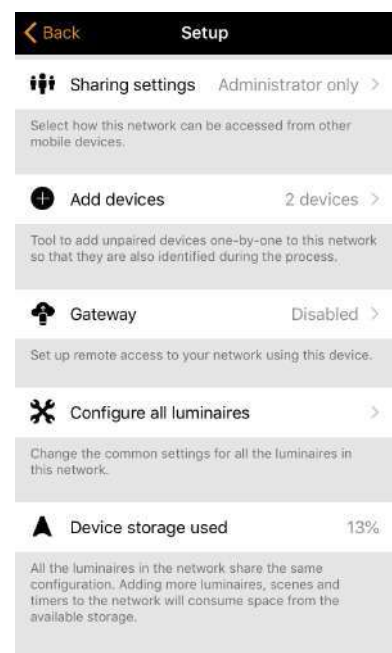 Back Setup
Sharing settings Administrator only
Select how this network can be accessed from other
mobile devices.
Add devices 2 devices
Tool to add unpaired devices one-by-one to this network
so that they are also identified during the process.
Gateway Disabled
Set up remote access to your network using this device.
Configure all luminaires
Change the common settings for all the luminaires in
this network.
Device storage used 13%
All the luminaires in the network share the same
configuration. Adding more luminaires, scenes and
timers to the network will consume space from the
available storage.